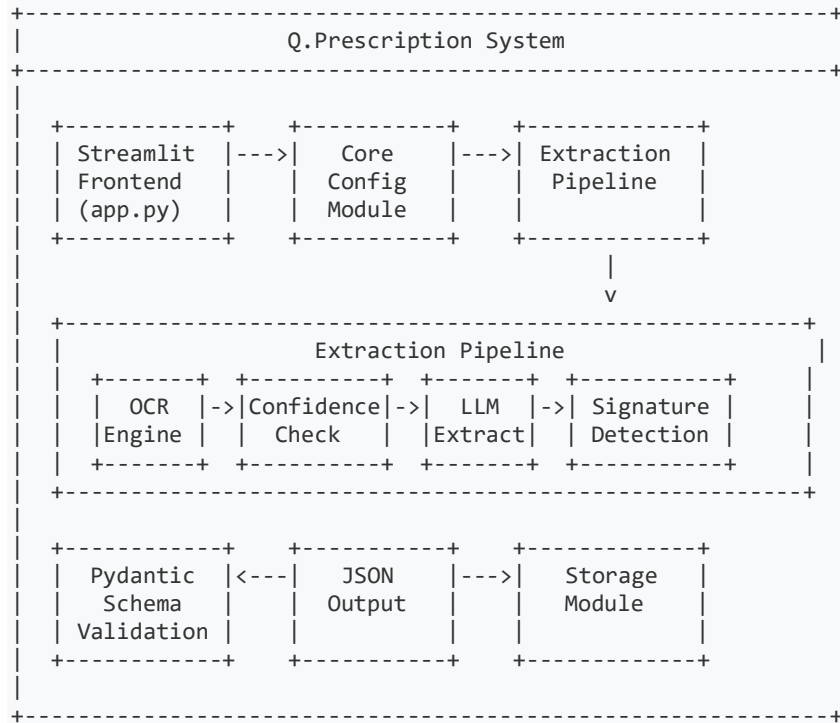 Q.Prescription System
Streamlit ---> Core ---> Extraction
Frontend Config Pipeline
(app.py) Module
v
Extraction Pipeline
OCR -> Confidence -> LLM -> Signature
Engine Check Extract Detection
Pydantic <--- JSON ---> Storage
Schema Output Module
Validation